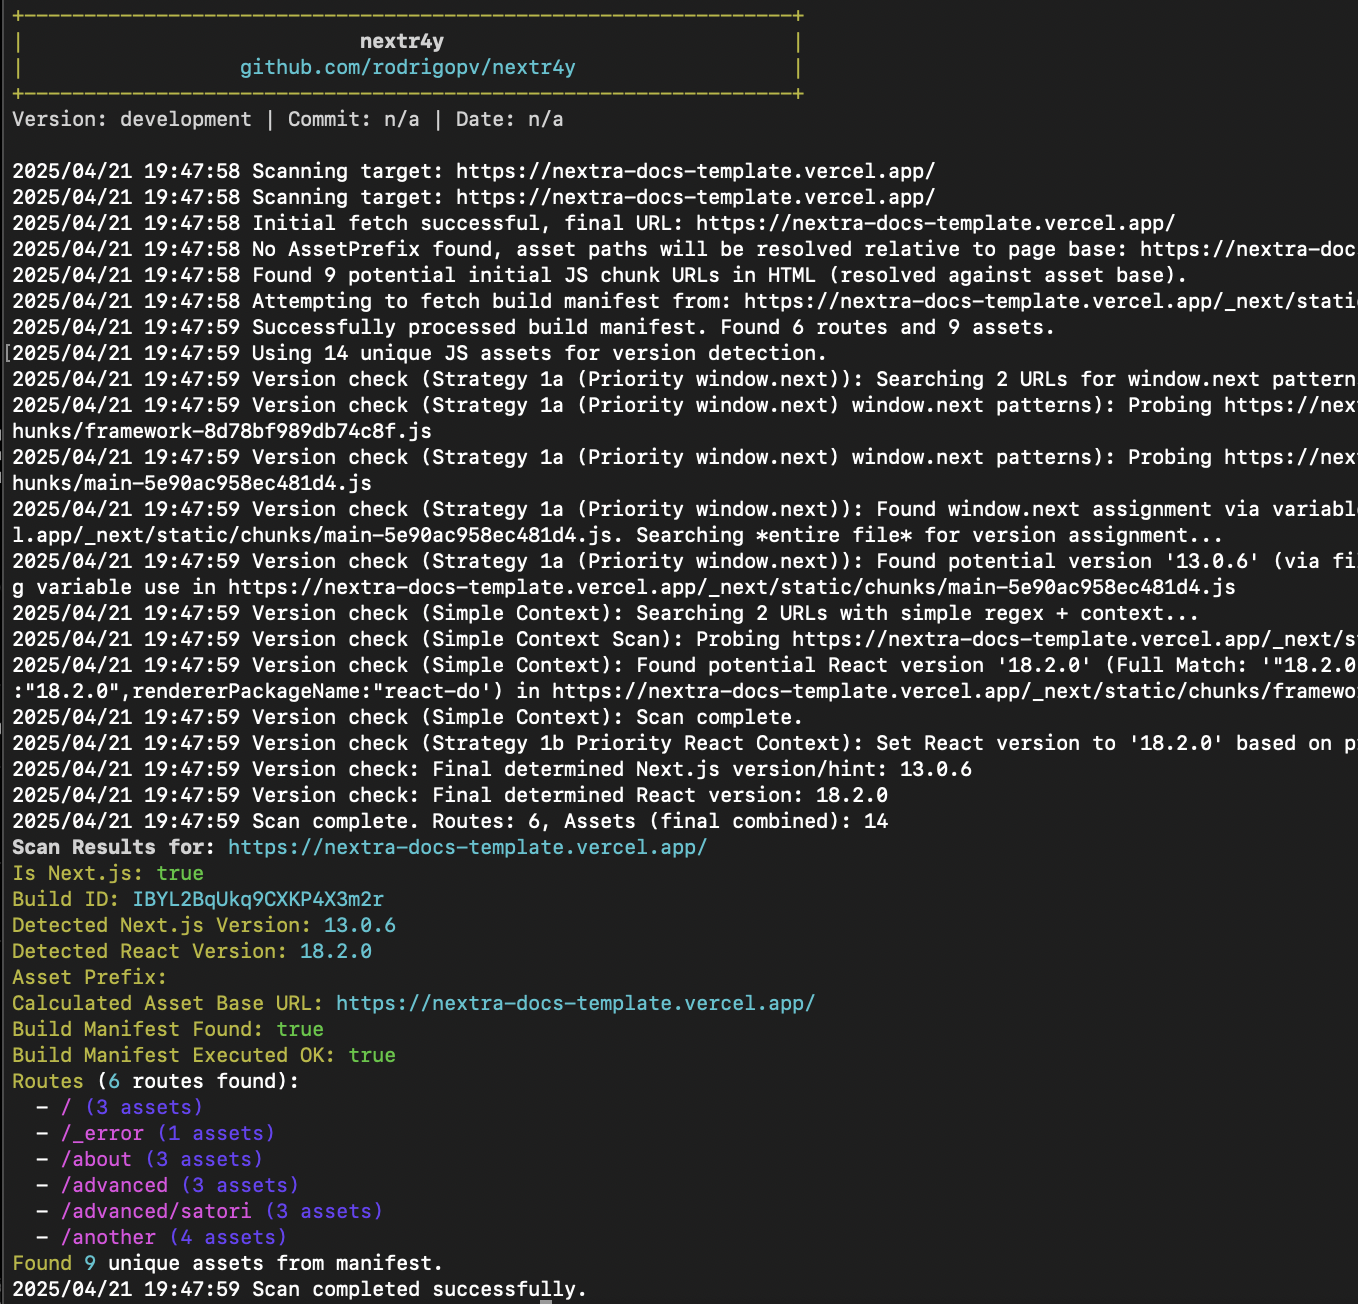 nextr4y
github.com/rodrigopv/nextr4y
Version: development | Commit: n/a | Date: n/a
2025/04/21 19:47:58 Scanning target: https://nextra-docs-template.vercel.app/
2025/04/21 19:47:58 Scanning target: https://nextra-docs-template.vercel.app/
2025/04/21 19:47:58 Initial fetch successful, final URL: https://nextra-docs-template.vercel.app/
2025/04/21 19:47:58 No AssetPrefix found, asset paths will be resolved relative to page base: https://nextra-doc
2025/04/21 19:47:58 Found 9 potential initial JS chunk URLs in HTML (resolved against asset base).
2025/04/21 19:47:58 Attempting to fetch build manifest from: https://nextra-docs-template.vercel.app/_next/stati
2025/04/21 19:47:59 Successfully processed build manifest. Found 6 routes and 9 assets.
2025/04/21 19:47:59 Using 14 unique JS assets for version detection.
2025/04/21 19:47:59 Version check (Strategy 1a (Priority window.next)): Searching 2 URLs for window.next pattern
2025/04/21 19:47:59 Version check (Strategy 1a (Priority window.next) window.next patterns): Probing https://nex
hunks/framework-8d78bf989db74c8f.js
2025/04/21 19:47:59 Version check (Strategy 1a (Priority window.next) window.next patterns): Probing https://nex
hunks/main-5e90ac958ec481d4.js
2025/04/21 19:47:59 Version check (Strategy 1a (Priority window.next)): Found window.next assignment via variabl
l.app/_next/static/chunks/main-5e90ac958ec481d4.js. Searching *entire file* for version assignment...
2025/04/21 19:47:59 Version check (Strategy 1a (Priority window.next)): Found potential version '13.0.6' (via fi
g variable use in https://nextra-docs-template.vercel.app/_next/static/chunks/main-5e90ac958ec481d4.js
2025/04/21 19:47:59 Version check (Simple Context): Searching 2 URLs with simple regex + context...
2025/04/21 19:47:59 Version check (Simple Context Scan): Probing https://nextra-docs-template.vercel.app/_next/s
2025/04/21 19:47:59 Version check (Simple Context): Found potential React version '18.2.0' (Full Match: '"18.2.0
:"18.2.0",rendererPackageName:"react-do') in https://nextra-docs-template.vercel.app/_next/static/chunks/framewo
2025/04/21 19:47:59 Version check (Simple Context): Scan complete.
2025/04/21 19:47:59 Version check (Strategy 1b Priority React Context): Set React version to '18.2.0' based on p
2025/04/21 19:47:59 Version check: Final determined Next.js version/hint: 13.0.6
2025/04/21 19:47:59 Version check: Final determined React version: 18.2.0
2025/04/21 19:47:59 Scan complete. Routes: 6, Assets (final combined): 14
Scan Results for: https://nextra-docs-template.vercel.app/
Is Next.js: true
Build ID: IBYL2BqUkq9CXKP4X3m2r
Detected Next.js Version: 13.0.6
Detected React Version: 18.2.0
Asset Prefix:
Calculated Asset Base URL: https://nextra-docs-template.vercel.app/
Build Manifest Found: true
Build Manifest Executed OK: true
Routes (6 routes found):
- / (3 assets)
- /_error (1 assets)
- /about (3 assets)
- /advanced (3 assets)
- /advanced/satori (3 assets)
- /another (4 assets)
Found 9 unique assets from manifest.
2025/04/21 19:47:59 Scan completed successfully.